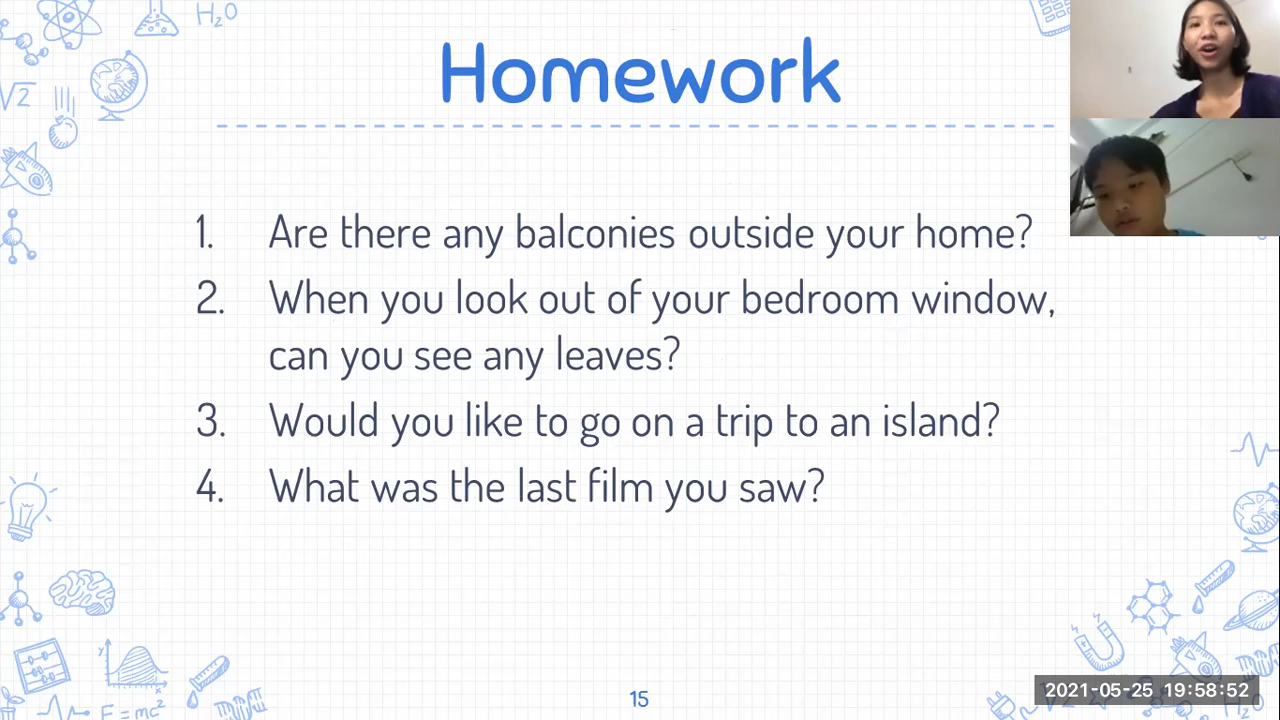 H₂O
Homework
√2
1. Are there any balconies outside your home?
2. When you look out of your bedroom window,
can you see any leaves?
3. Would you like to go on a trip to an island?
4. What was the last film you saw?
y
x
E=mc²
15
2021-05-25 19:58:52